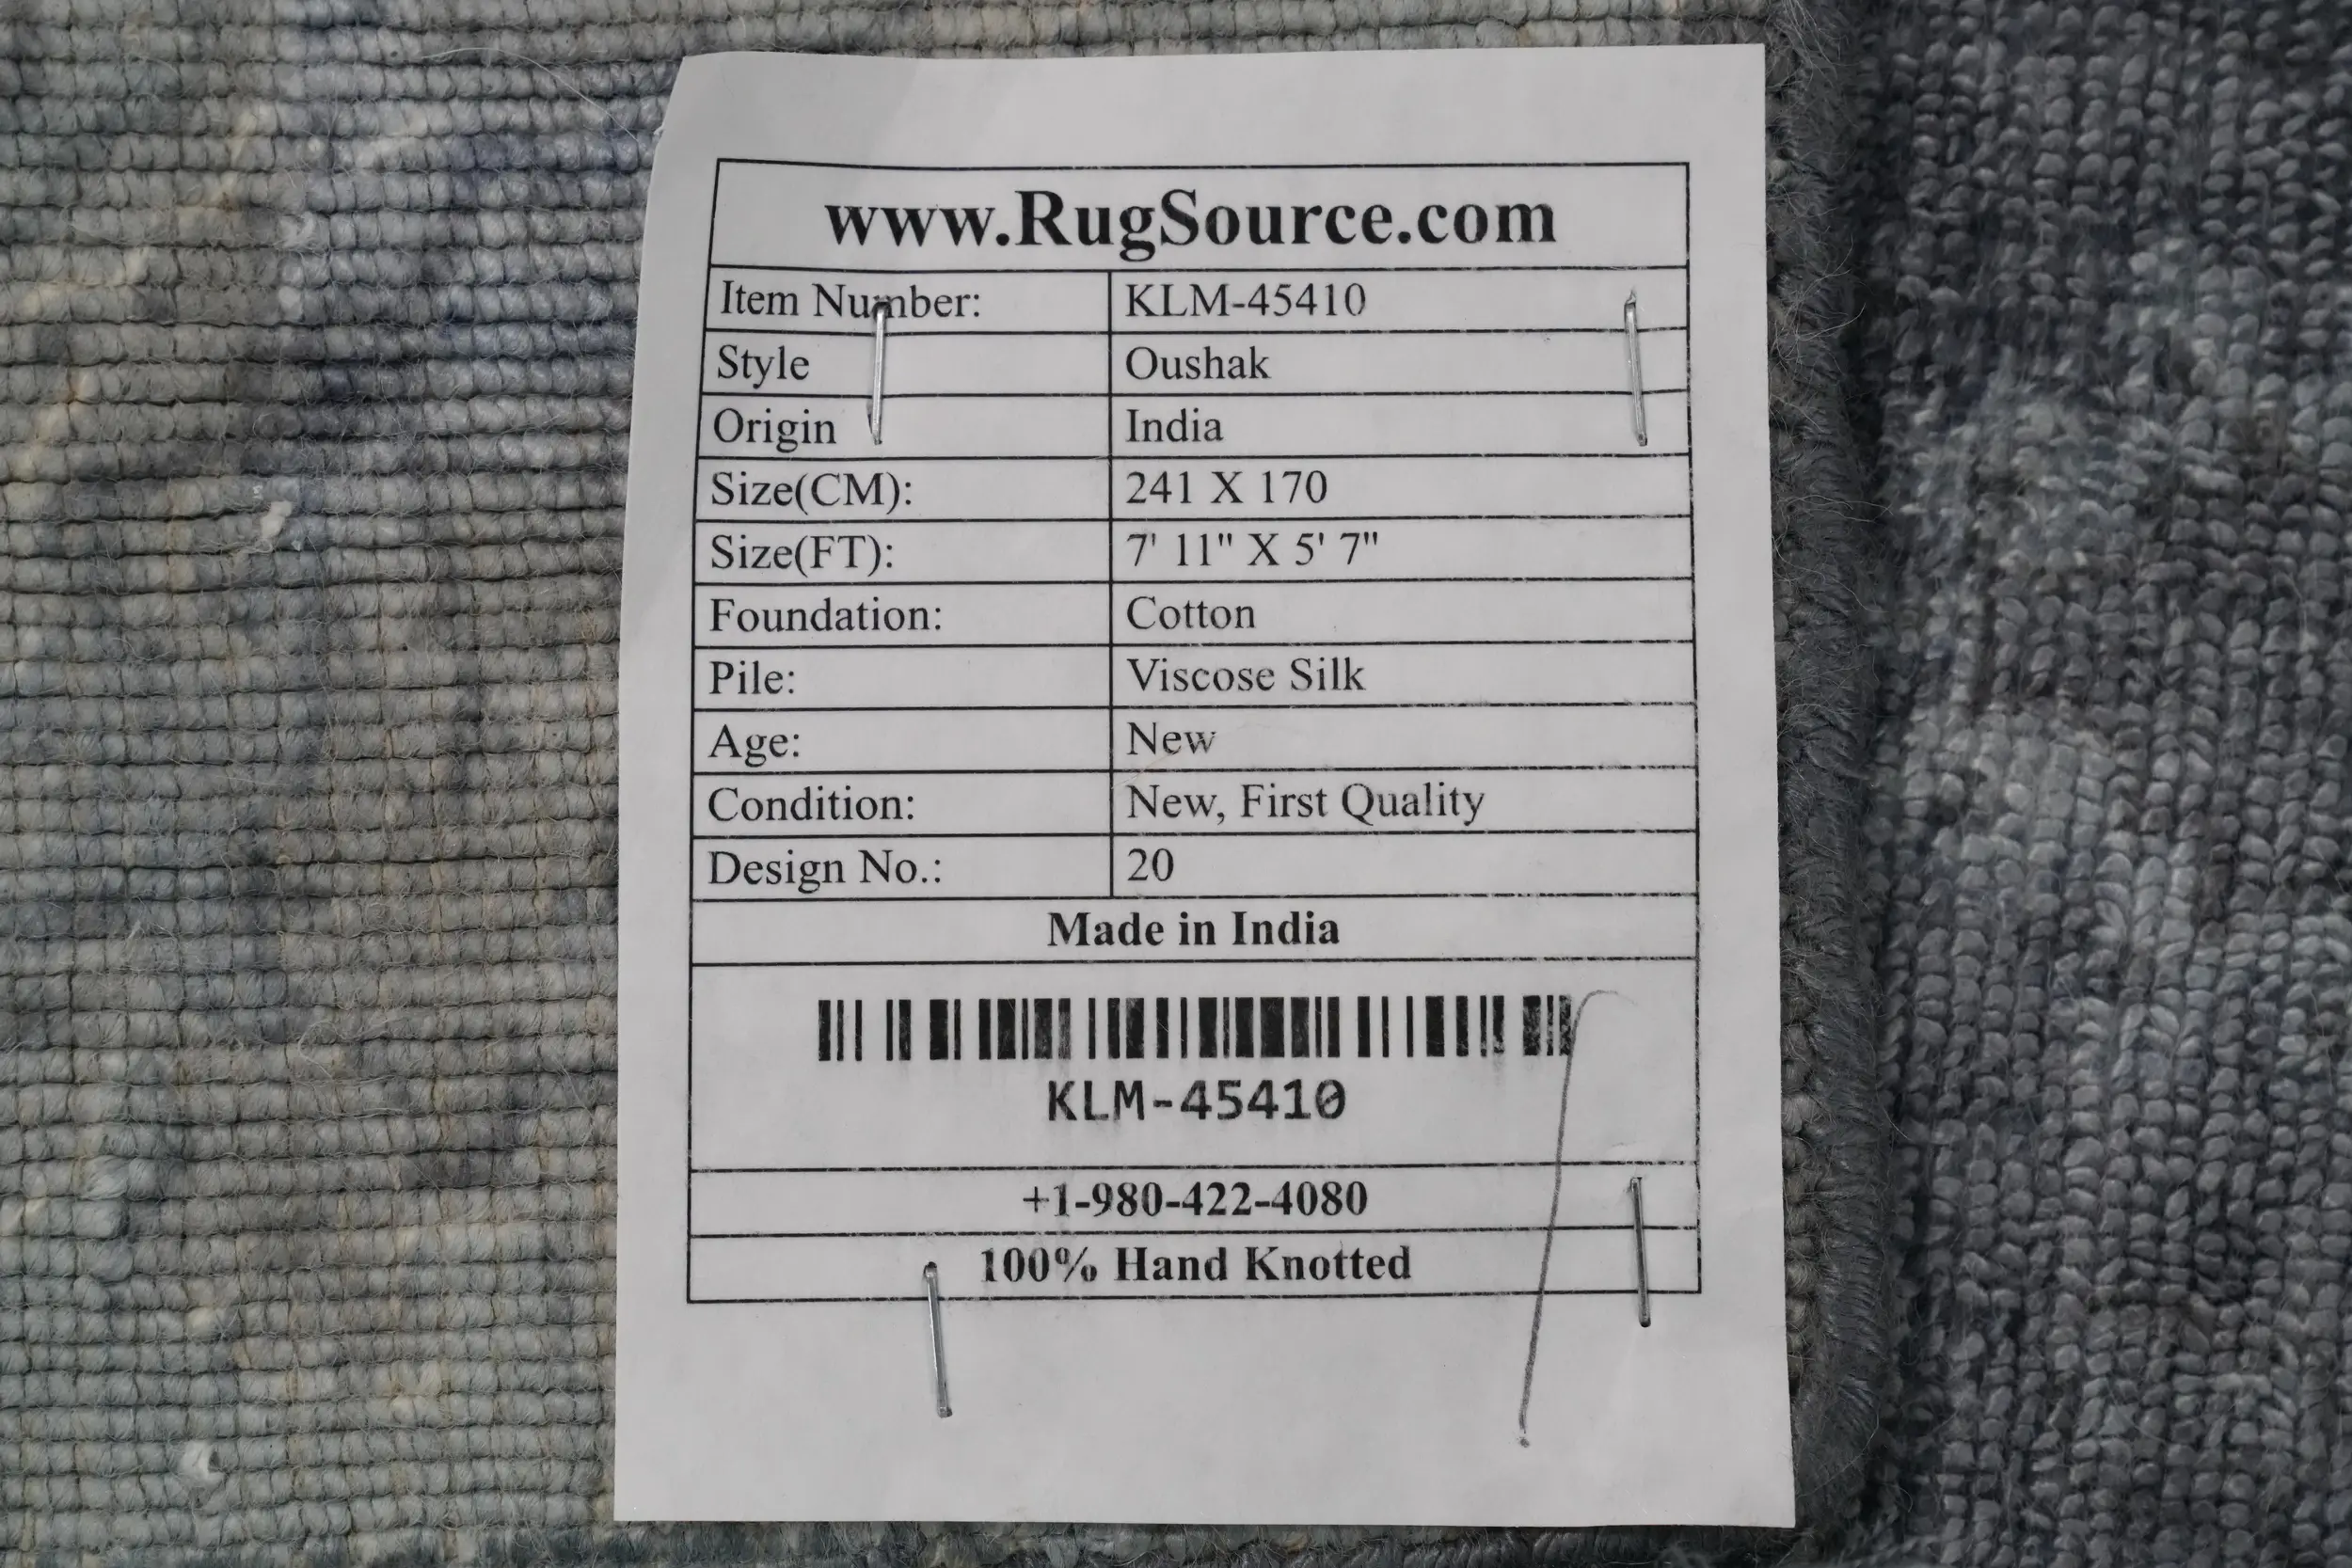 www.RugSource.com
Item Number: KLM-45410
Style Oushak
Origin India
Size(CM): 241 X 170
Size(FT): 7' 11" X 5' 7"
Foundation: Cotton
Pile: Viscose Silk
Age: New
Condition: New, First Quality
Design No.: 20
Made in India
KLM-45410
+1-980-422-4080
100% Hand Knotted